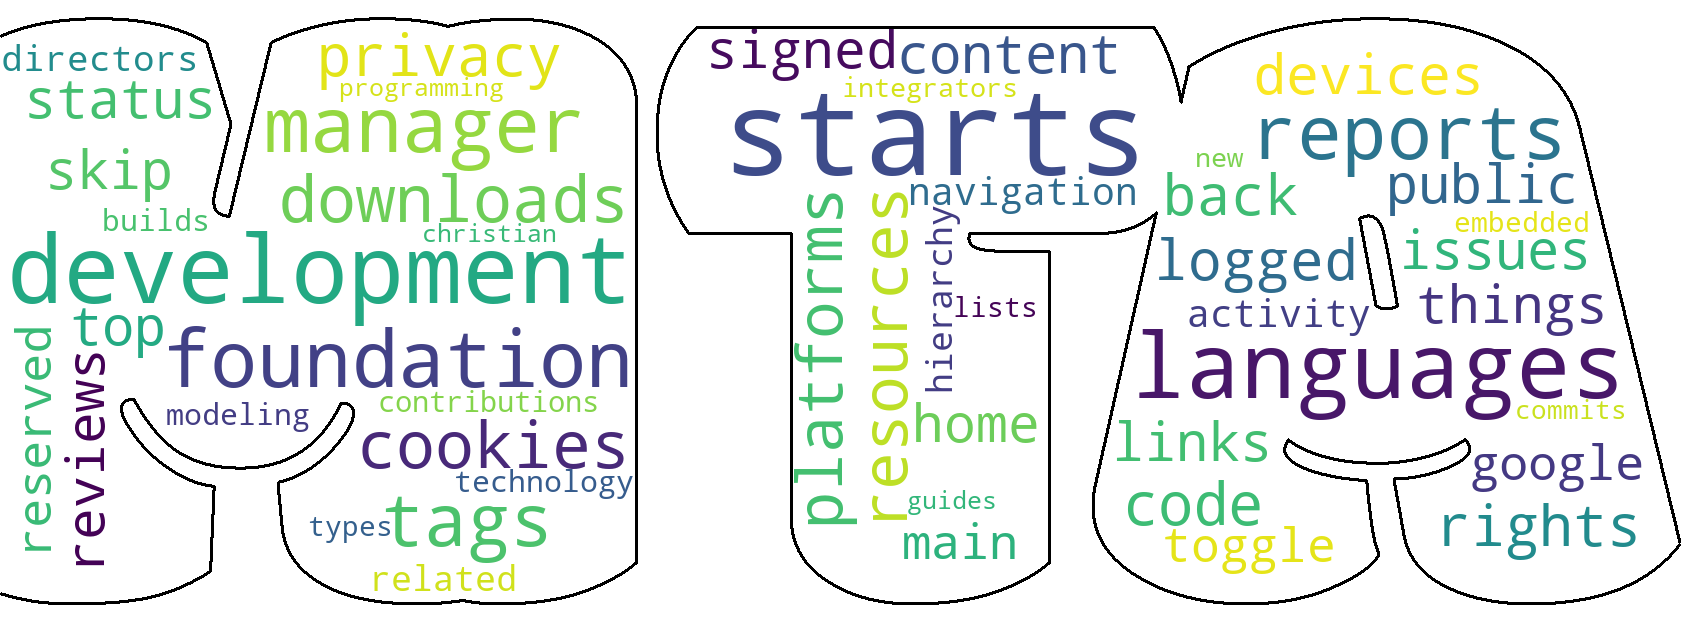 directors
status
skip
builds
privacy
programming
manager
downloads
christian
development
top
foundation
reserved
reviews
modeling
contributions
cookies
technology
types
tags
related
signed
content
integrators
starts
navigation
platforms
resources
hierarchy
lists
home
guides
main
devices
reports
new
public
back
embedded
logged
issues
activity
things
languages
commits
links
google
code
rights
toggle